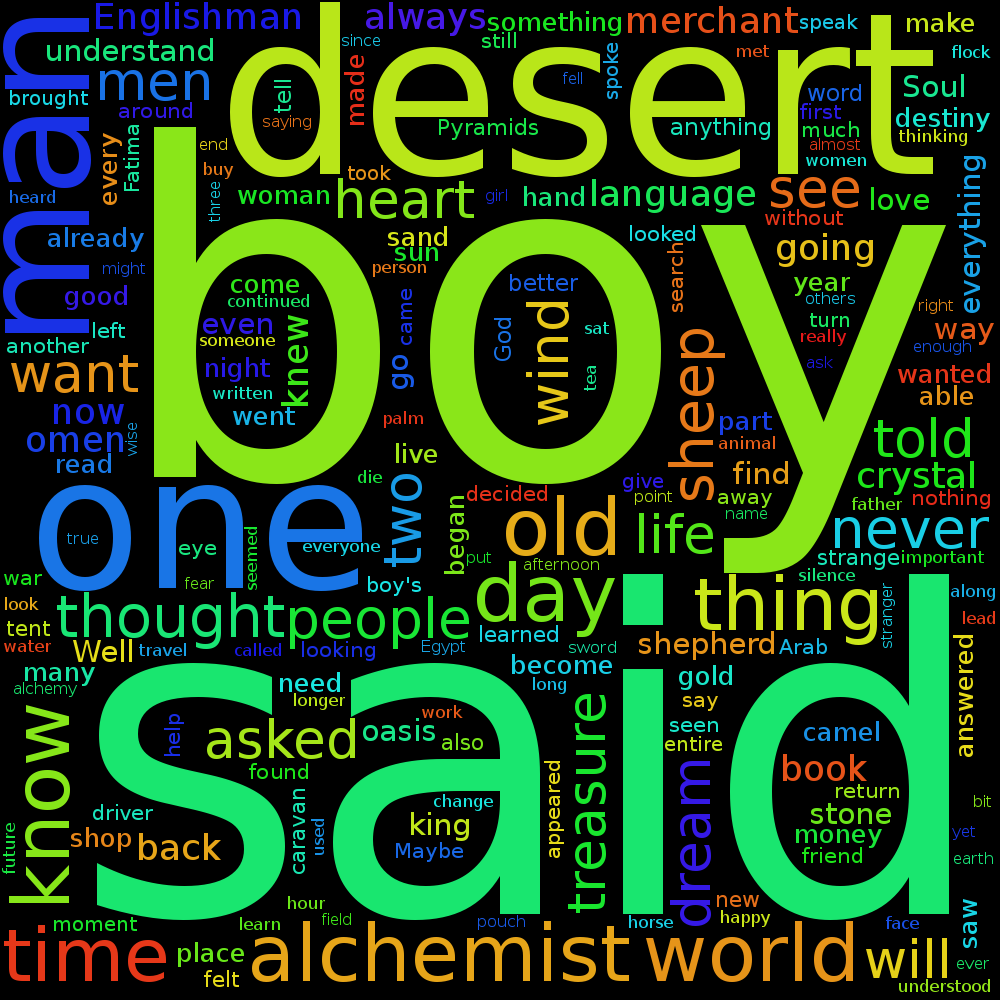 Englishman
always
something
merchant
speak
make
understand
since
still
met
flock
men
desert
man
brought
around
tell
made
spoke
word
Soul
saying
fell
Pyramids
anything
first
destiny
much
thinking
almost
women
every
Fatima
end
buy
took
three
heard
woman
heart
girl
hand
language
see
love
without
everything
already
sand
sun
looked
going
might
person
search
boy
good
come
continued
better
year
others
came
right
left
even
someone
knew
God
wind
sat
turn
way
another
really
enough
want
night
go
tea
sheep
ask
wanted
written
able
now
went
palm
part
omen
wise
animal
told
read
live
find
crystal
die
two
decided
give
away
father
nothing
one
began
old
point
life
name
never
true
eye
seemed
everyone
put
strange
important
afternoon
war
fear
boy's
day
thing
silence
along
look
thought
people
stranger
lead
tent
learned
sword
shepherd
Arab
water
Well
travel
called
looking
Egypt
become
many
need
long
gold
answered
alchemy
longer
say
said
know
help
asked
work
oasis
also
treasure
seen
entire
camel
found
book
driver
caravan
change
appeared
dream
return
bit
future
shop
back
used
king
Maybe
stone
money
friend
yet
earth
hour
new
moment
learn
field
pouch
horse
happy
face
saw
time
place
felt
alchemist
world
will
ever
understood